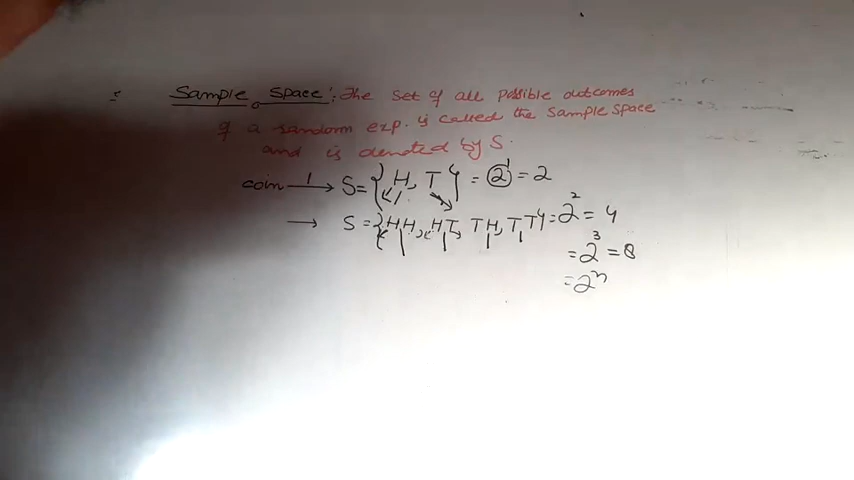 Sample Space: The set of all possible outcomes
of a random exp. is called the sample space
and is denoted by S.
coin 1→ S = {H, T} = 2¹ = 2
→ S = {HH, HT, TH, TT} = 2² = 4
= 2³ = 8
= 2ⁿ